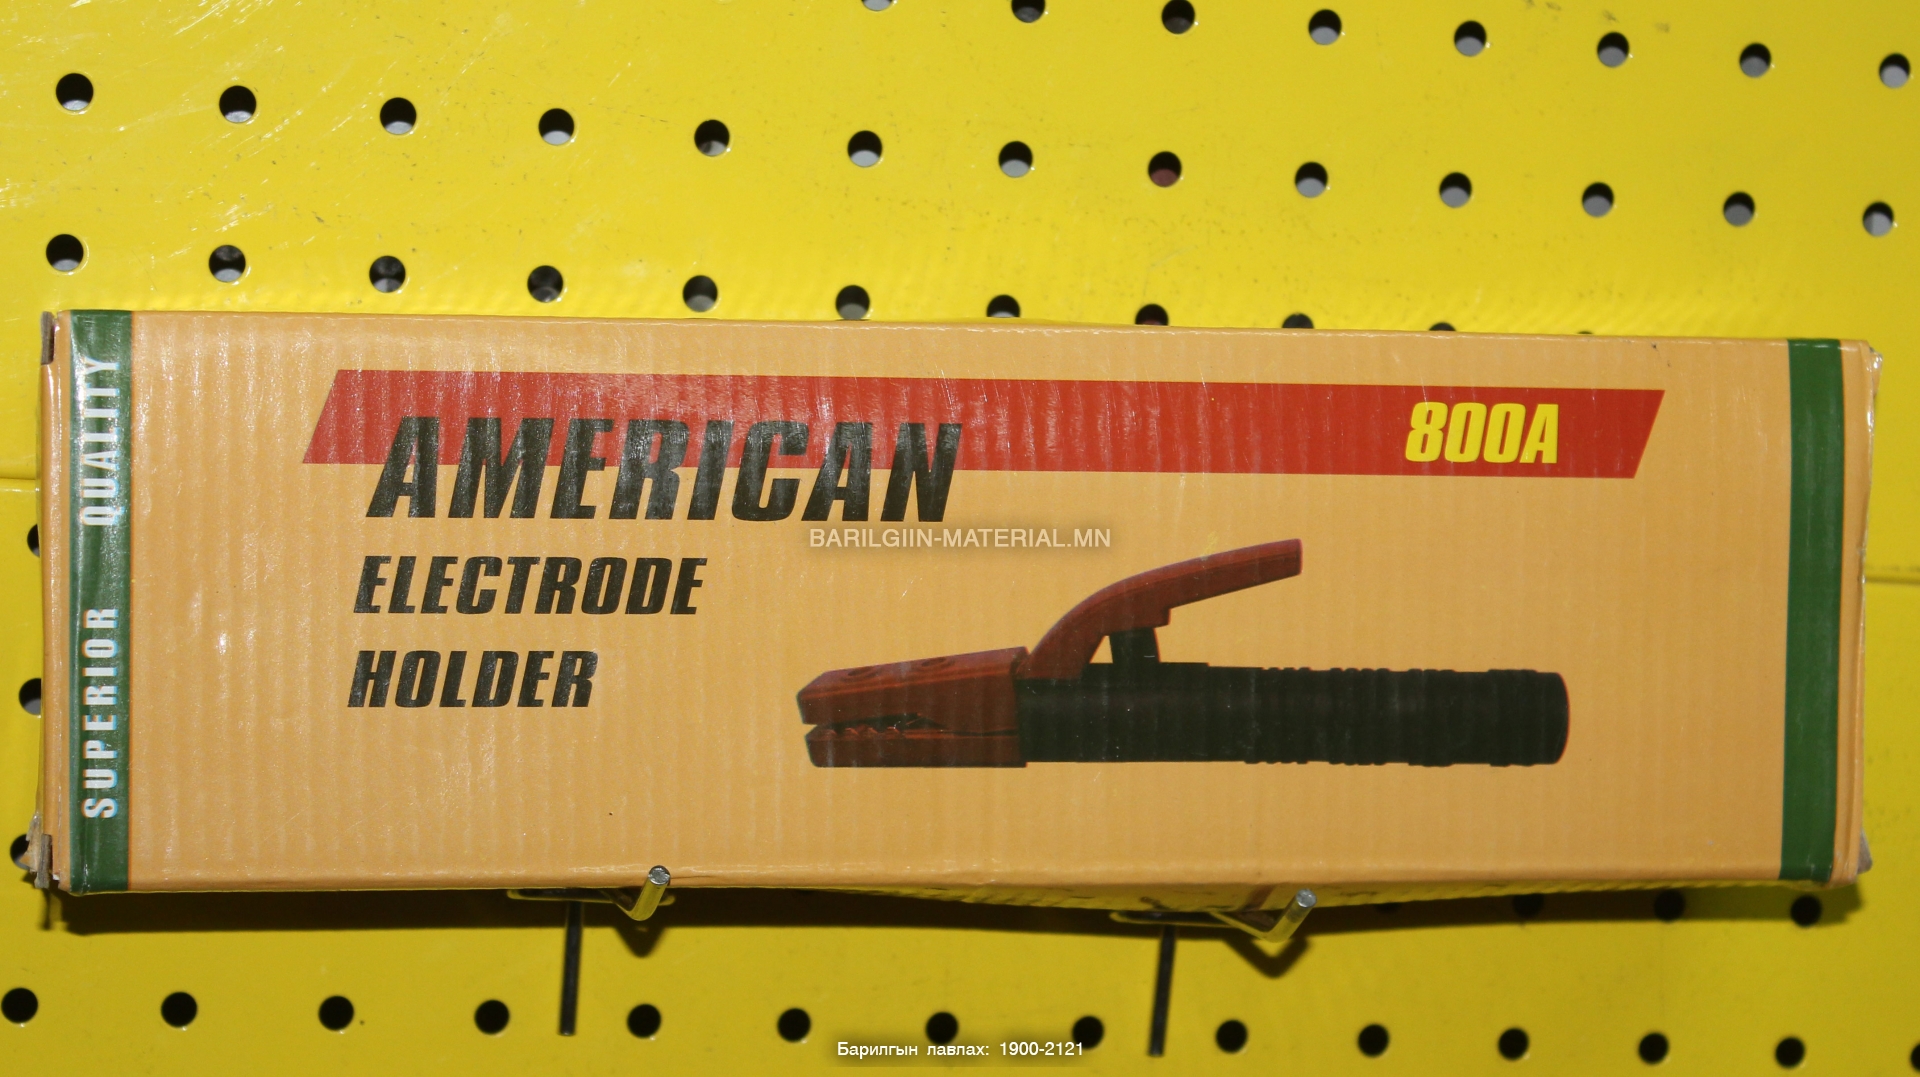 SUPERIOR QUALITY
AMERICAN
800A
ELECTRODE
HOLDER
BARILGIIN-MATERIAL.MN
Барилгын лавлах: 1900-2121